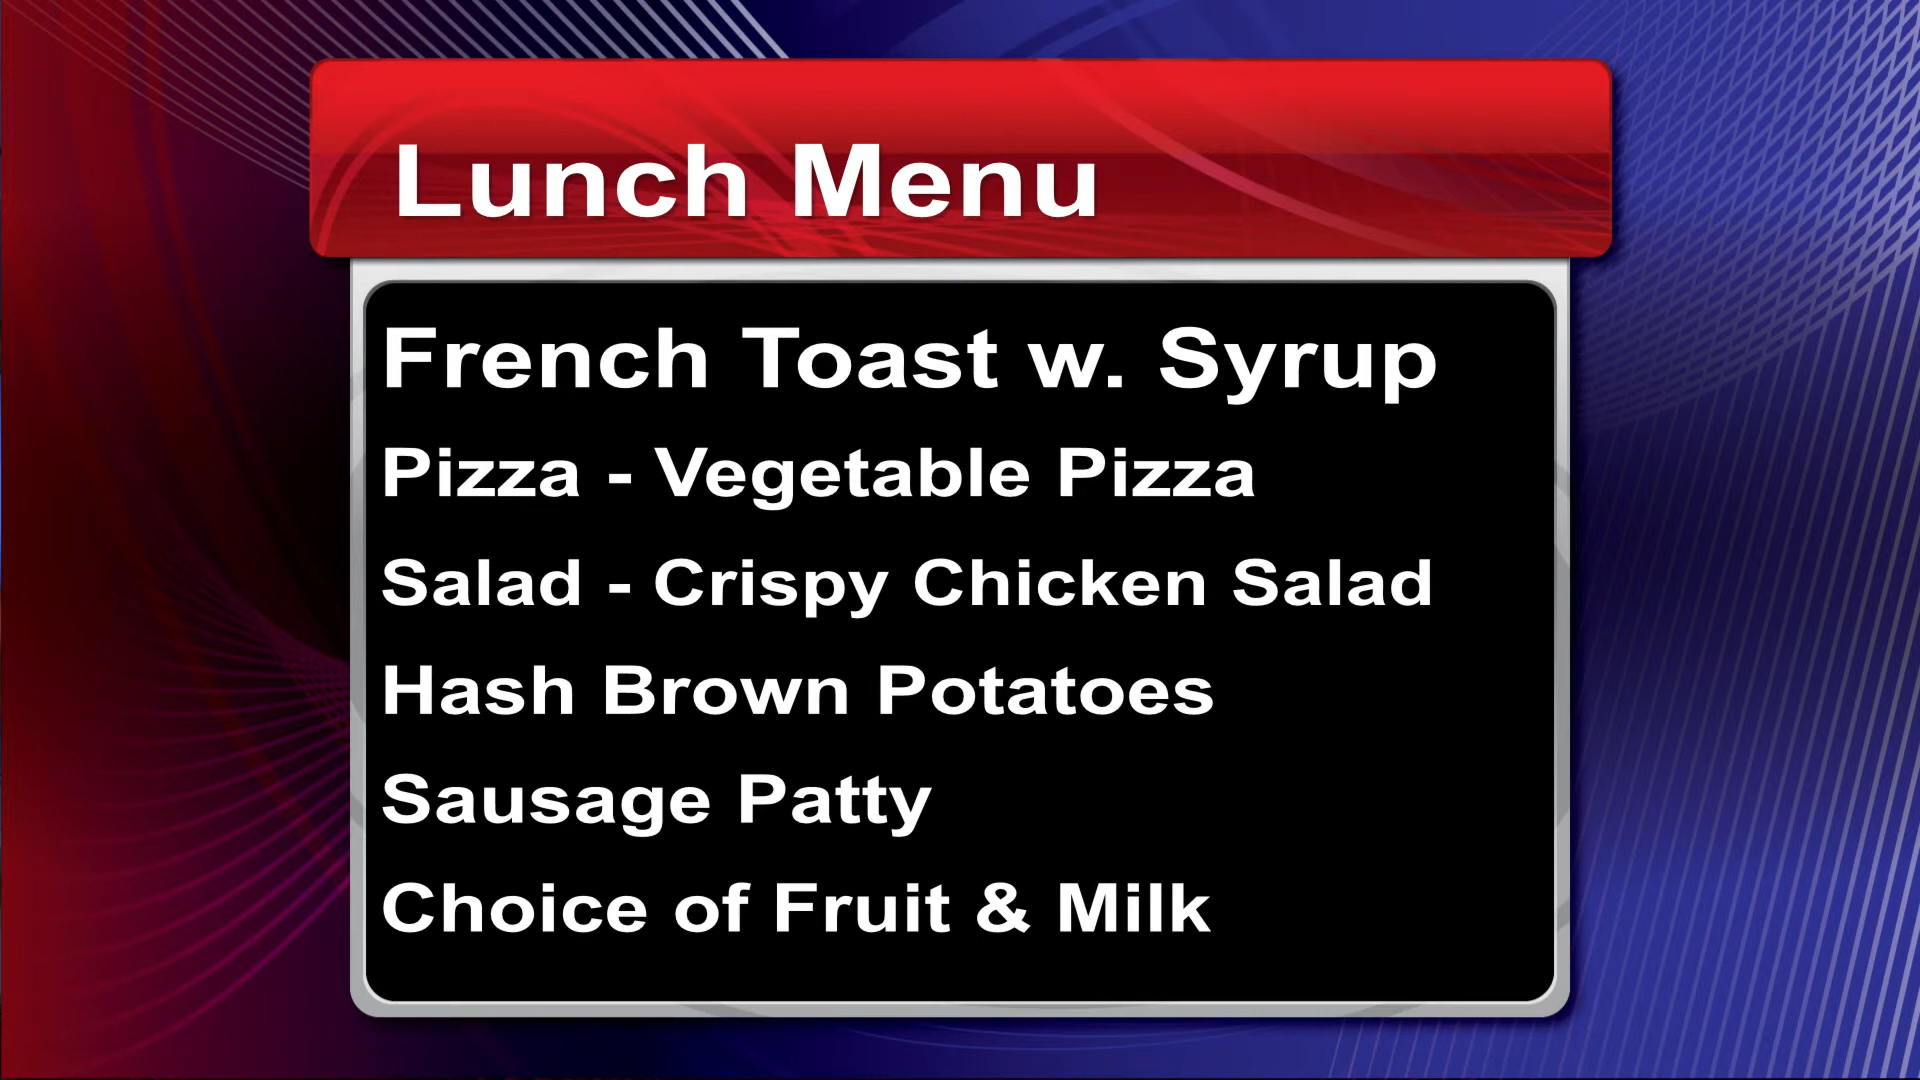 Lunch Menu
French Toast w. Syrup
Pizza - Vegetable Pizza
Salad - Crispy Chicken Salad
Hash Brown Potatoes
Sausage Patty
Choice of Fruit & Milk